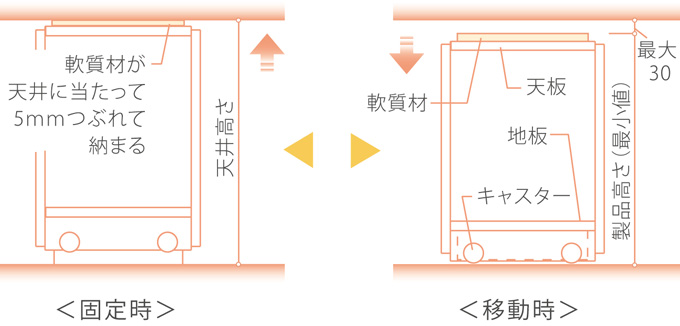 軟質材が
天井に当たって
5mmつぶれて
納まる
天井高さ
＜固定時＞
最大
30
天板
軟質材
地板
キャスター
製品高さ（最小値）
＜移動時＞